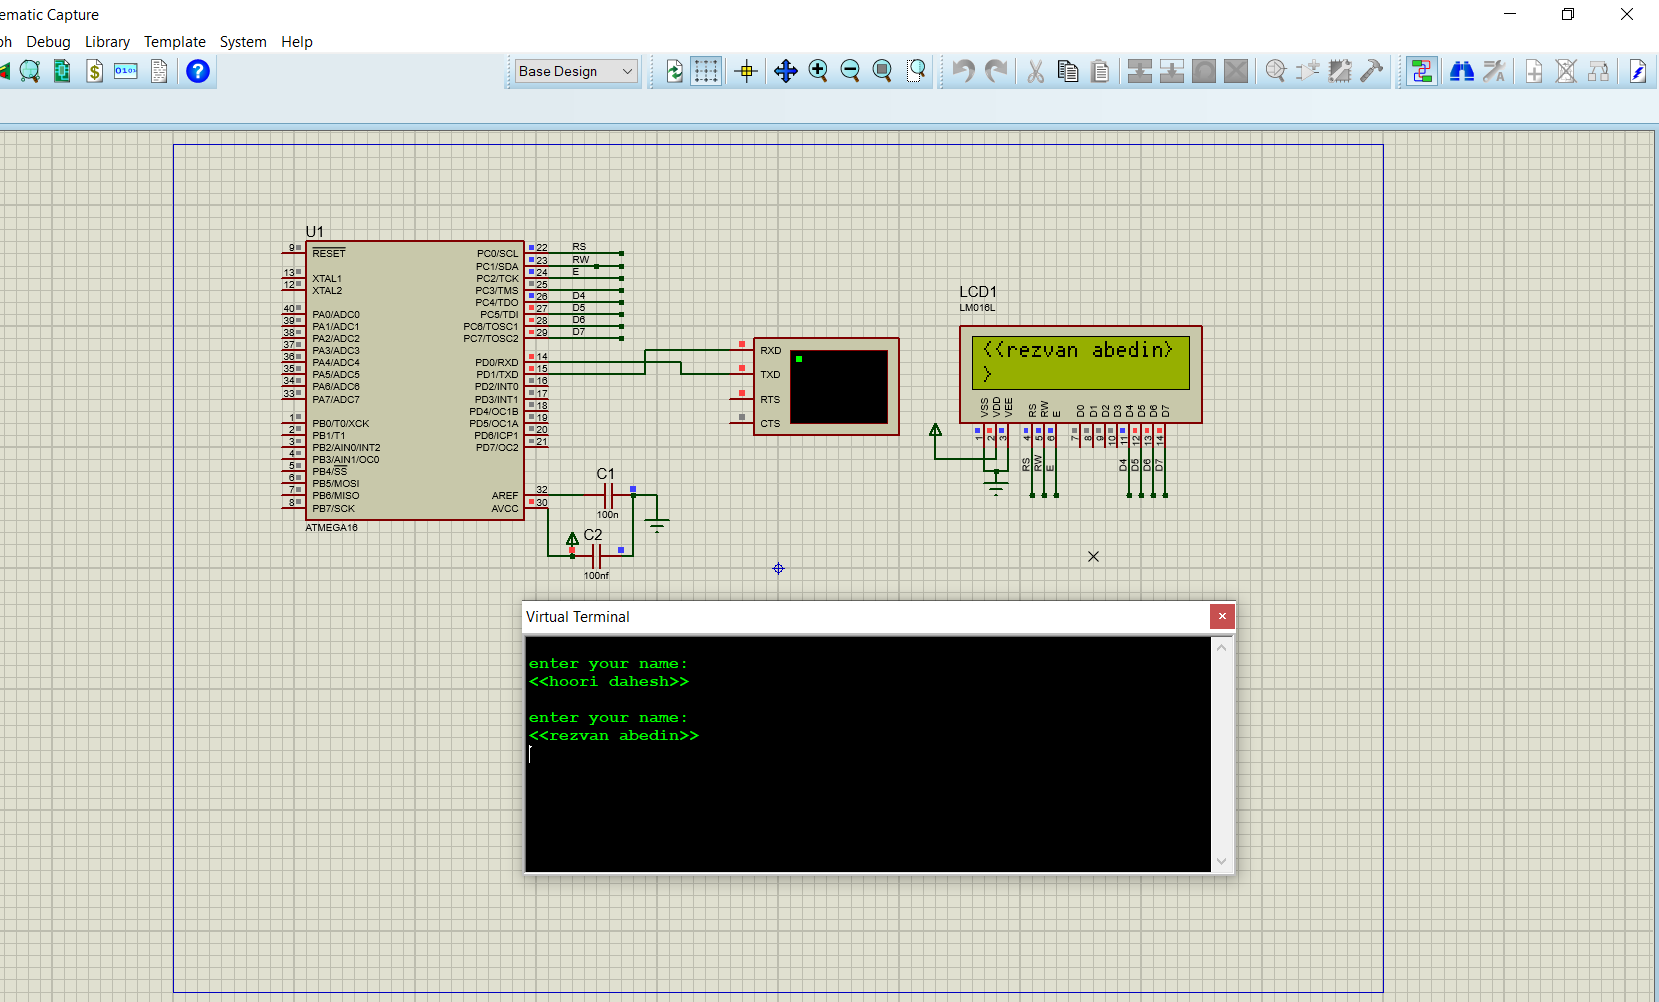 ematic Capture
ph Debug Library Template System Help
Base Design
U1
9 RESET
13 XTAL1
12 XTAL2
40 PA0/ADC0
39 PA1/ADC1
38 PA2/ADC2
37 PA3/ADC3
36 PA4/ADC4
35 PA5/ADC5
34 PA6/ADC6
33 PA7/ADC7
1 PB0/T0/XCK
2 PB1/T1
3 PB2/AIN0/INT2
4 PB3/AIN1/OC0
5 PB4/SS
6 PB5/MOSI
7 PB6/MISO
8 PB7/SCK
PC0/SCL 22 RS
PC1/SDA 23 RW
PC2/TCK 24 E
PC3/TMS 25
PC4/TDO 26 D4
PC5/TDI 27 D5
PC6/TOSC1 28 D6
PC7/TOSC2 29 D7
PD0/RXD 14
PD1/TXD 15
PD2/INT0 16
PD3/INT1 17
PD4/OC1B 18
PD5/OC1A 19
PD6/ICP1 20
PD7/OC2 21
AREF 32
AVCC 30
ATMEGA16
C1
100n
C2
100nf
RXD
TXD
RTS
CTS
LCD1
LM016L
<<rezvan abedin>
>
VSS VDD VEE RS RW E D0 D1 D2 D3 D4 D5 D6 D7
1 2 3 4 5 6 7 8 9 10 11 12 13 14
RS RW E D4 D5 D6 D7
Virtual Terminal
enter your name:
<<hoori dahesh>>
enter your name:
<<rezvan abedin>>